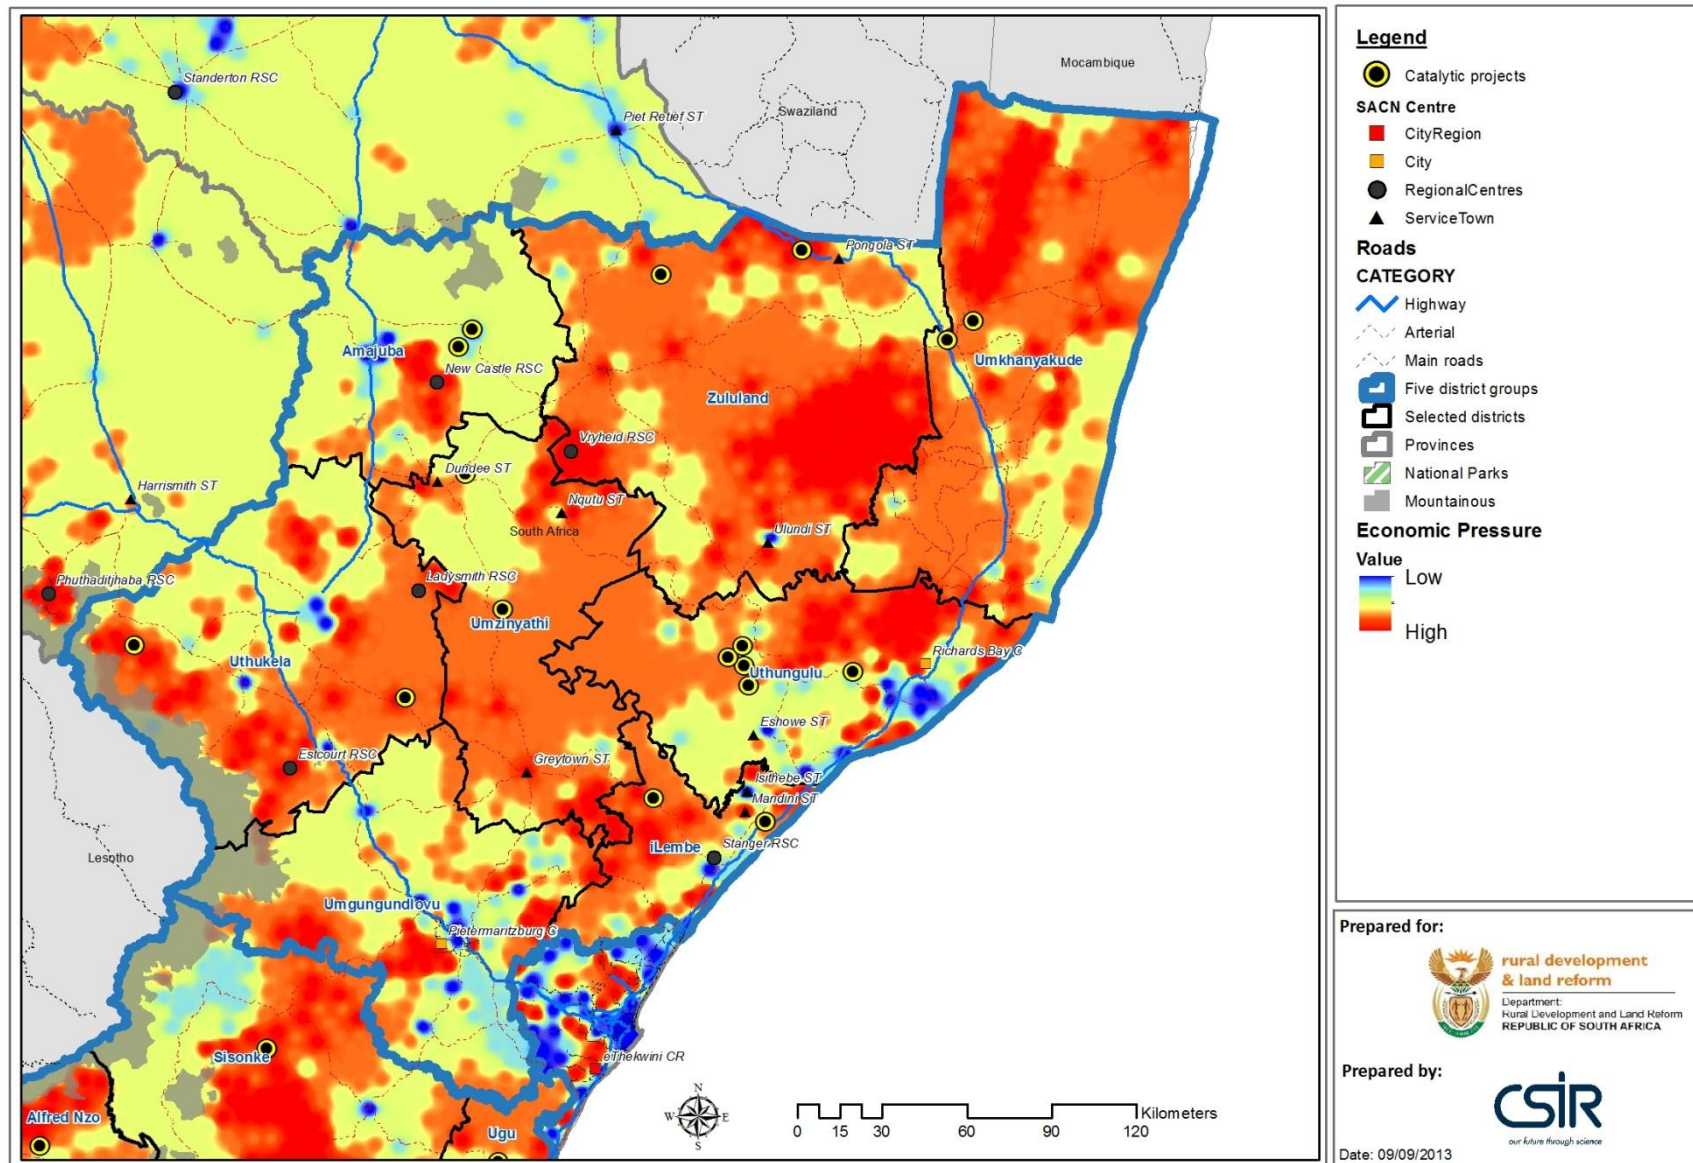 Mocambique
Swaziland
Standerton RSC
Piet Retief ST
Pongola ST
Amajuba
New Castle RSC
Umkhanyakude
Zululand
Vryheid RSC
Dundee ST
Harrismith ST
Nqutu ST
South Africa
Ulundi ST
Phuthaditjhaba RSC
Ladysmith RSC
Umzinyathi
Uthukela
Richards Bay C
Uthungulu
Eshowe ST
Estcourt RSC
Greytown ST
Isithebe ST
Mandini ST
iLembe
Stanger RSC
Lesotho
Umgungundlovu
Pietermaritzburg C
Sisonke
eThekwini CR
Alfred Nzo
Ugu
N
W E
S
Kilometers
0 15 30 60 90 120
Legend
Catalytic projects
SACN Centre
CityRegion
City
RegionalCentres
ServiceTown
Roads
CATEGORY
Highway
Arterial
Main roads
Five district groups
Selected districts
Provinces
National Parks
Mountainous
Economic Pressure
Value
Low
High
Prepared for:
rural development
& land reform
Department:
Rural Development and Land Reform
REPUBLIC OF SOUTH AFRICA
Prepared by:
CSIR
our future through science
Date: 09/09/2013